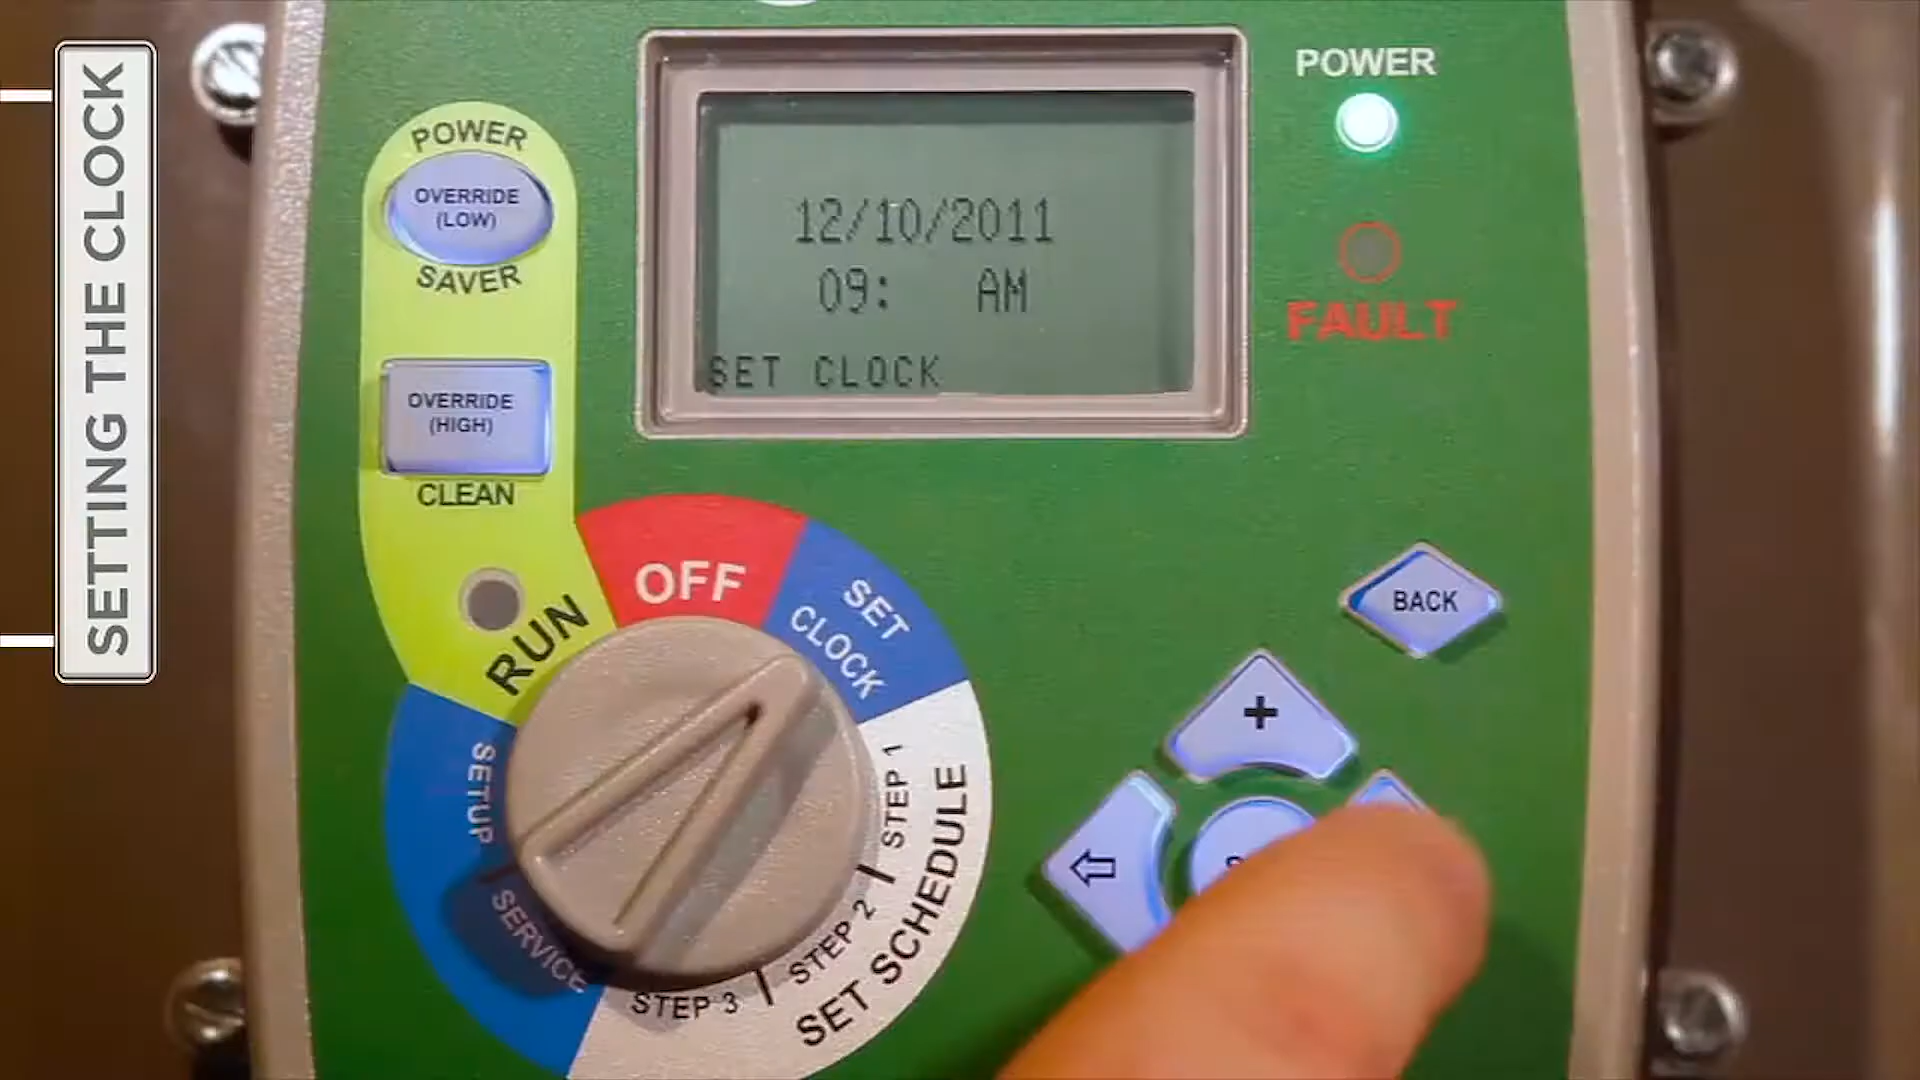 SETTING THE CLOCK
POWER
OVERRIDE
(LOW)
SAVER
OVERRIDE
(HIGH)
CLEAN
12/10/2011
09: AM
SET CLOCK
POWER
FAULT
RUN
OFF
SET
CLOCK
STEP 1
STEP 2
STEP 3
SET SCHEDULE
SETUP
SERVICE
BACK
+